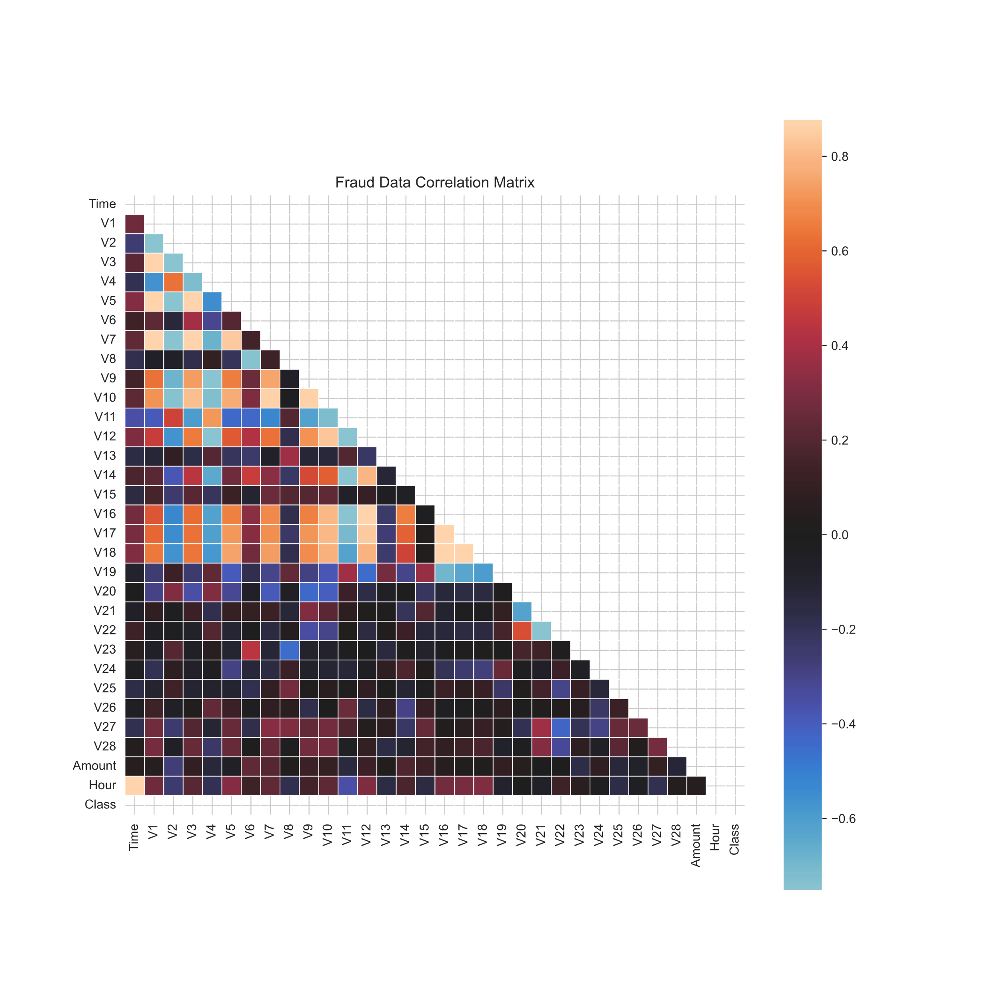 Fraud Data Correlation Matrix
Time
V1
V2
V3
V4
V5
V6
V7
V8
V9
V10
V11
V12
V13
V14
V15
V16
V17
V18
V19
V20
V21
V22
V23
V24
V25
V26
V27
V28
Amount
Hour
Class
Time V1 V2 V3 V4 V5 V6 V7 V8 V9 V10 V11 V12 V13 V14 V15 V16 V17 V18 V19 V20 V21 V22 V23 V24 V25 V26 V27 V28 Amount Hour Class
0.8
0.6
0.4
0.2
0.0
−0.2
−0.4
−0.6